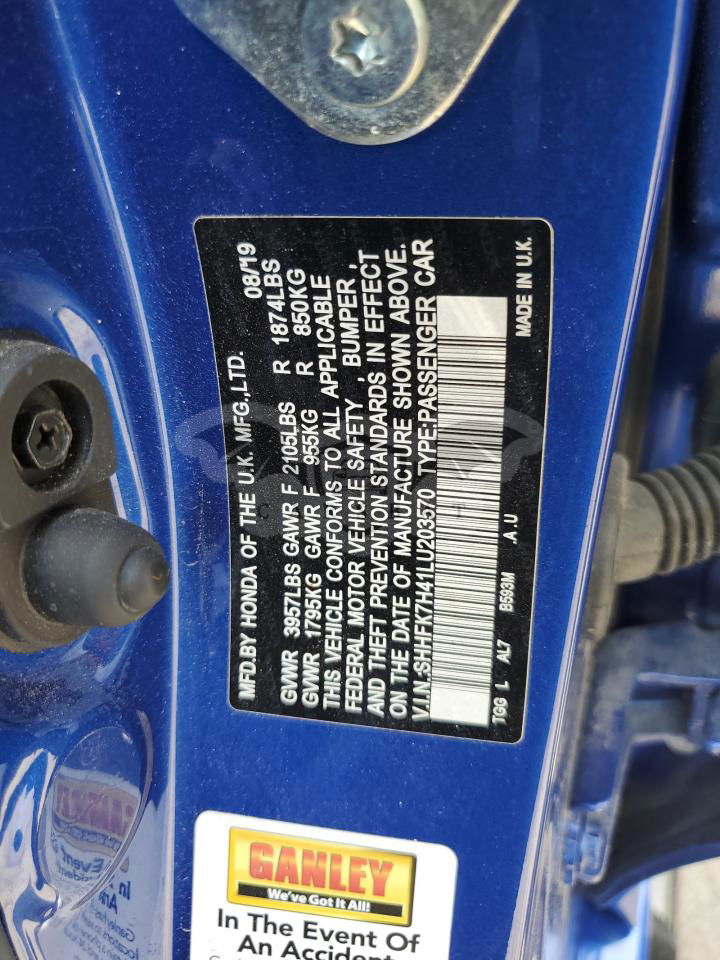 MFD.BY HONDA OF THE U.K. MFG.,LTD. 08/19
GVWR 3957LBS GAWR F 2105LBS R 1874LBS
GVWR 1795KG GAWR F 955KG R 850KG
THIS VEHICLE CONFORMS TO ALL APPLICABLE
FEDERAL MOTOR VEHICLE SAFETY , BUMPER ,
AND THEFT PREVENTION STANDARDS IN EFFECT
ON THE DATE OF MANUFACTURE SHOWN ABOVE.
V.I.N.:SHHFK7H41LU203570 TYPE:PASSENGER CAR
TGG L AL7 B593M .A.U MADE IN U.K.
GANLEY
We've Got It All!
In The Event Of
An Accident
GANLEY